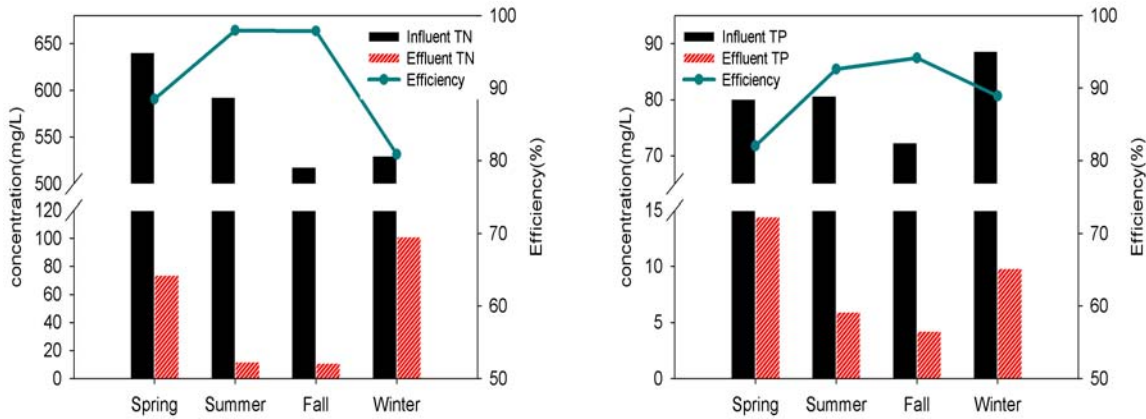 Influent TN
Effluent TN
Efficiency
concentration(mg/L)
650
600
550
500
120
100
80
60
40
20
0
100
90
80
70
60
50
Efficiency(%)
Spring Summer Fall Winter
Influent TP
Effluent TP
Efficiency
concentration(mg/L)
90
80
70
15
10
5
0
100
90
80
70
60
50
Efficiency(%)
Spring Summer Fall Winter